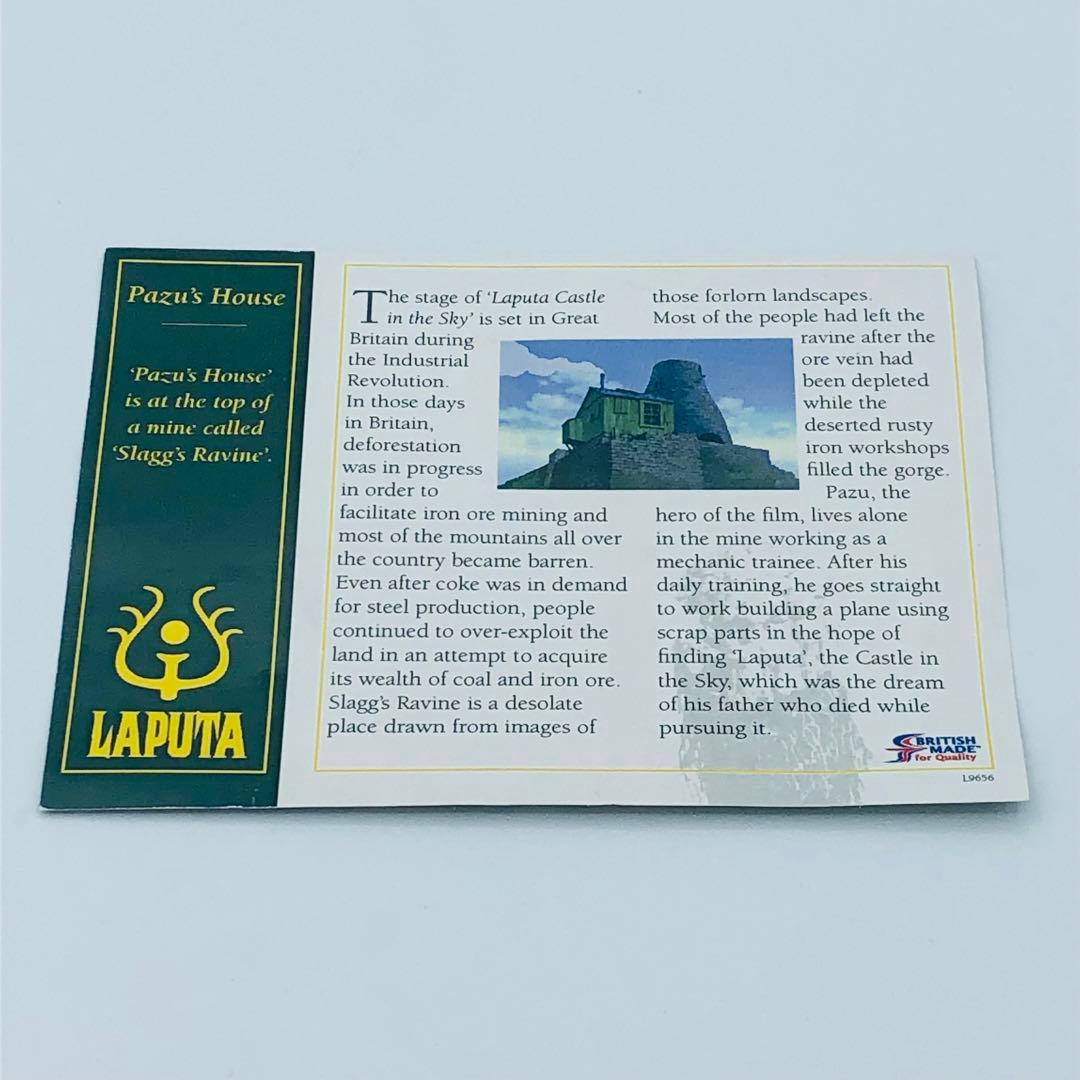 Pazu's House
'Pazu's House'
is at the top of
a mine called
'Slagg's Ravine'.
LAPUTA
The stage of 'Laputa Castle
in the Sky' is set in Great
Britain during
the Industrial
Revolution.
In those days
in Britain,
deforestation
was in progress
in order to
facilitate iron ore mining and
most of the mountains all over
the country became barren.
Even after coke was in demand
for steel production, people
continued to over-exploit the
land in an attempt to acquire
its wealth of coal and iron ore.
Slagg's Ravine is a desolate
place drawn from images of
those forlorn landscapes.
Most of the people had left the
ravine after the
ore vein had
been depleted
while the
deserted rusty
iron workshops
filled the gorge.
Pazu, the
hero of the film, lives alone
in the mine working as a
mechanic trainee. After his
daily training, he goes straight
to work building a plane using
scrap parts in the hope of
finding 'Laputa', the Castle in
the Sky, which was the dream
of his father who died while
pursuing it.
BRITISH
MADE™
for Quality
L9656